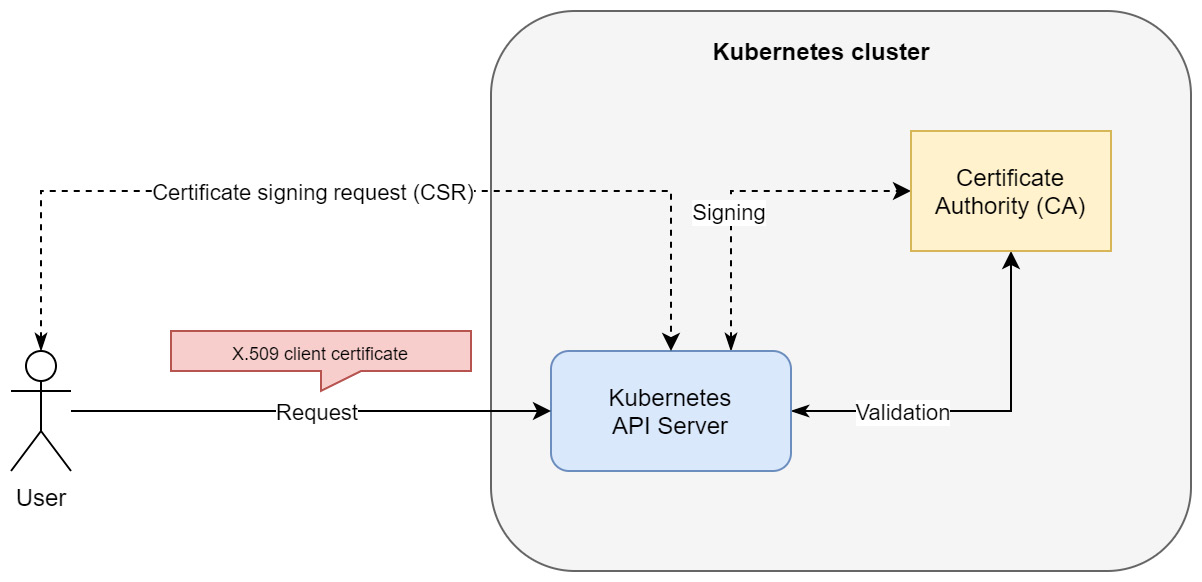 Kubernetes cluster
Certificate
Authority (CA)
Certificate signing request (CSR)
Signing
X.509 client certificate
Request
Kubernetes
API Server
Validation
User